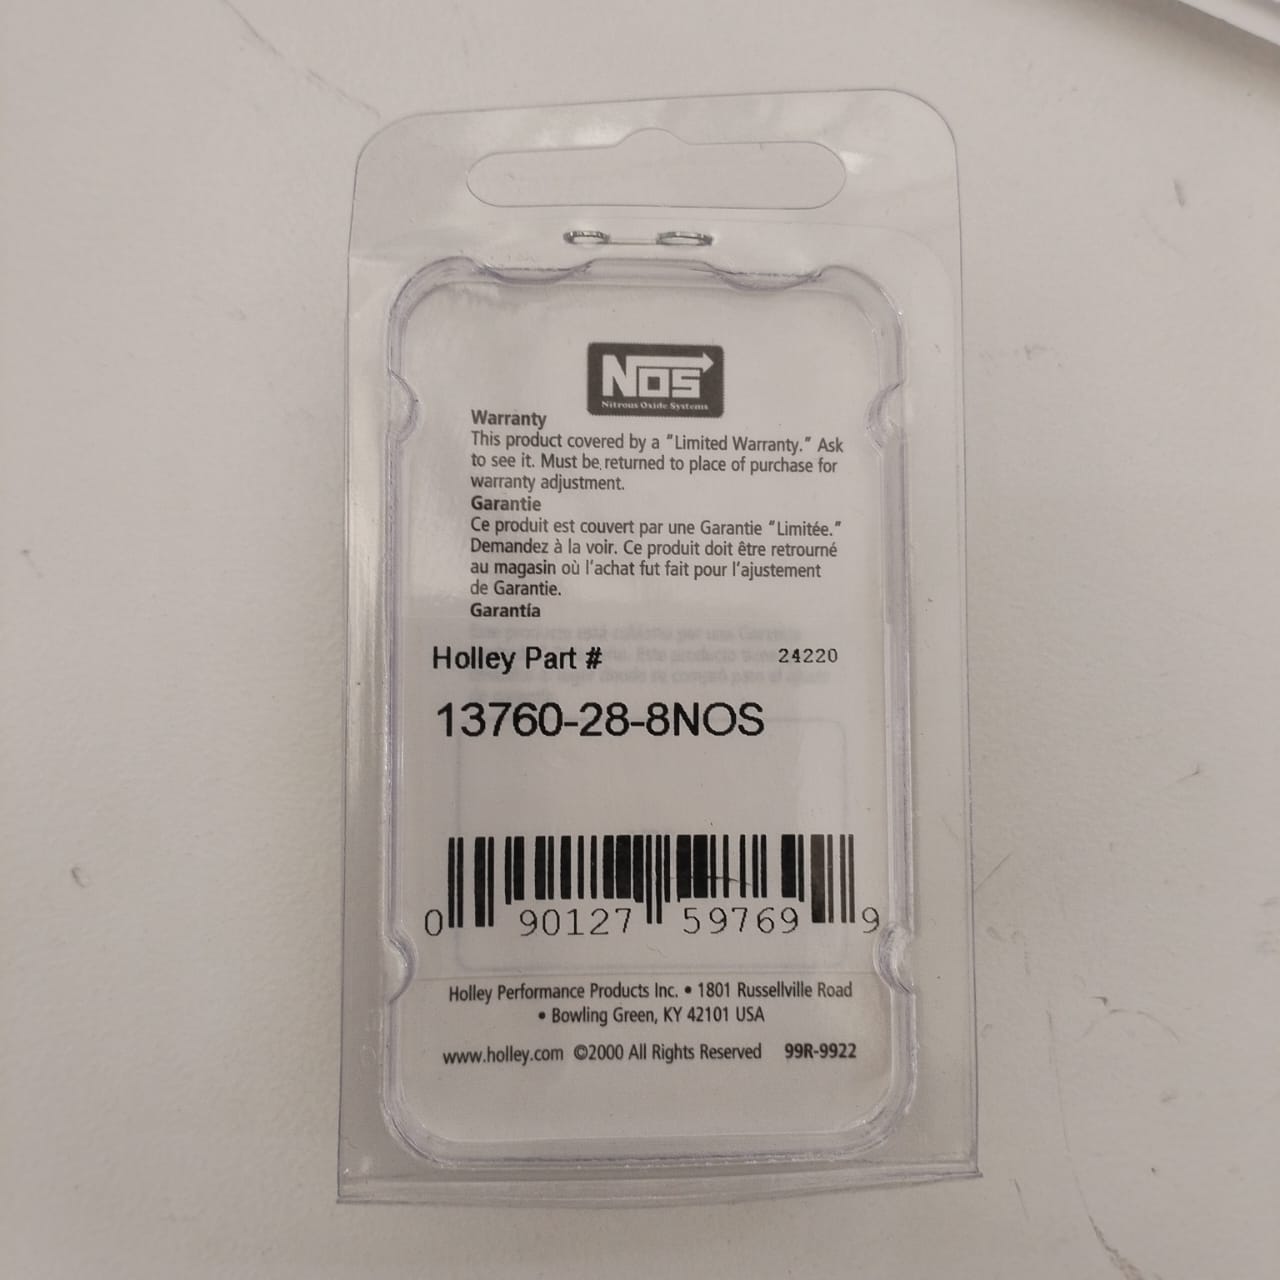 NOS
Nitrous Oxide Systems
Warranty
This product covered by a "Limited Warranty." Ask
to see it. Must be returned to place of purchase for
warranty adjustment.
Garantie
Ce produit est couvert par une Garantie "Limitée."
Demandez à la voir. Ce produit doit être retrourné
au magasin où l'achat fut fait pour l'ajustement
de Garantie.
Garantía
Holley Part # 24220
13760-28-8NOS
0 90127 59769 9
Holley Performance Products Inc. • 1801 Russellville Road
• Bowling Green, KY 42101 USA
www.holley.com ©2000 All Rights Reserved 99R-9922